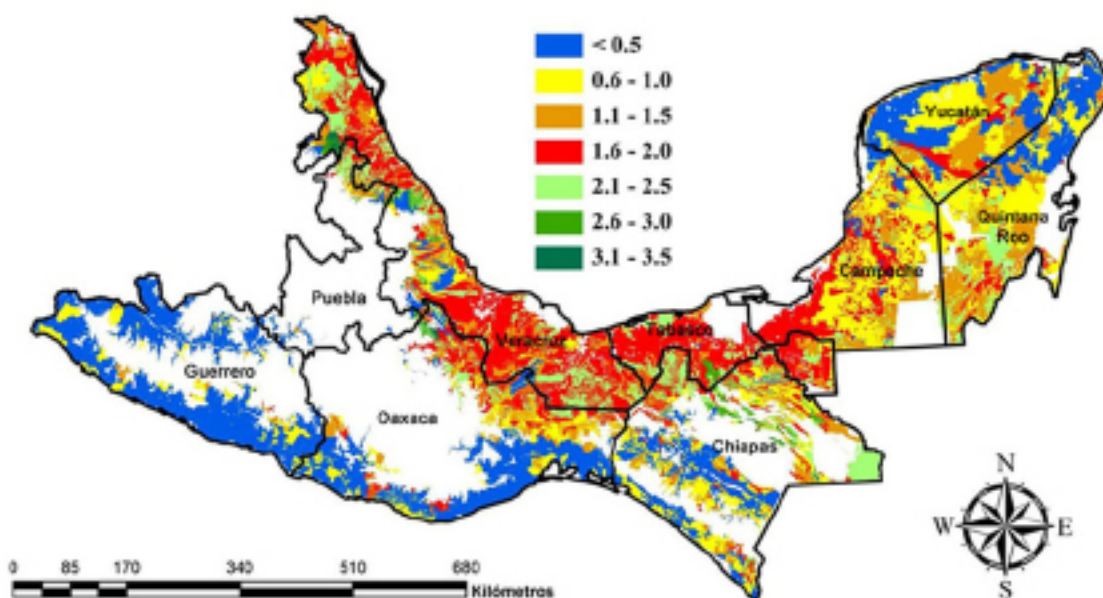 < 0.5
0.6 - 1.0
1.1 - 1.5
1.6 - 2.0
2.1 - 2.5
2.6 - 3.0
3.1 - 3.5
Yucatán
Quintana
Roo
Campeche
Puebla
Veracruz
Tabasco
Guerrero
Oaxaca
Chiapas
N
W E
S
0 85 170 340 510 680
Kilómetros